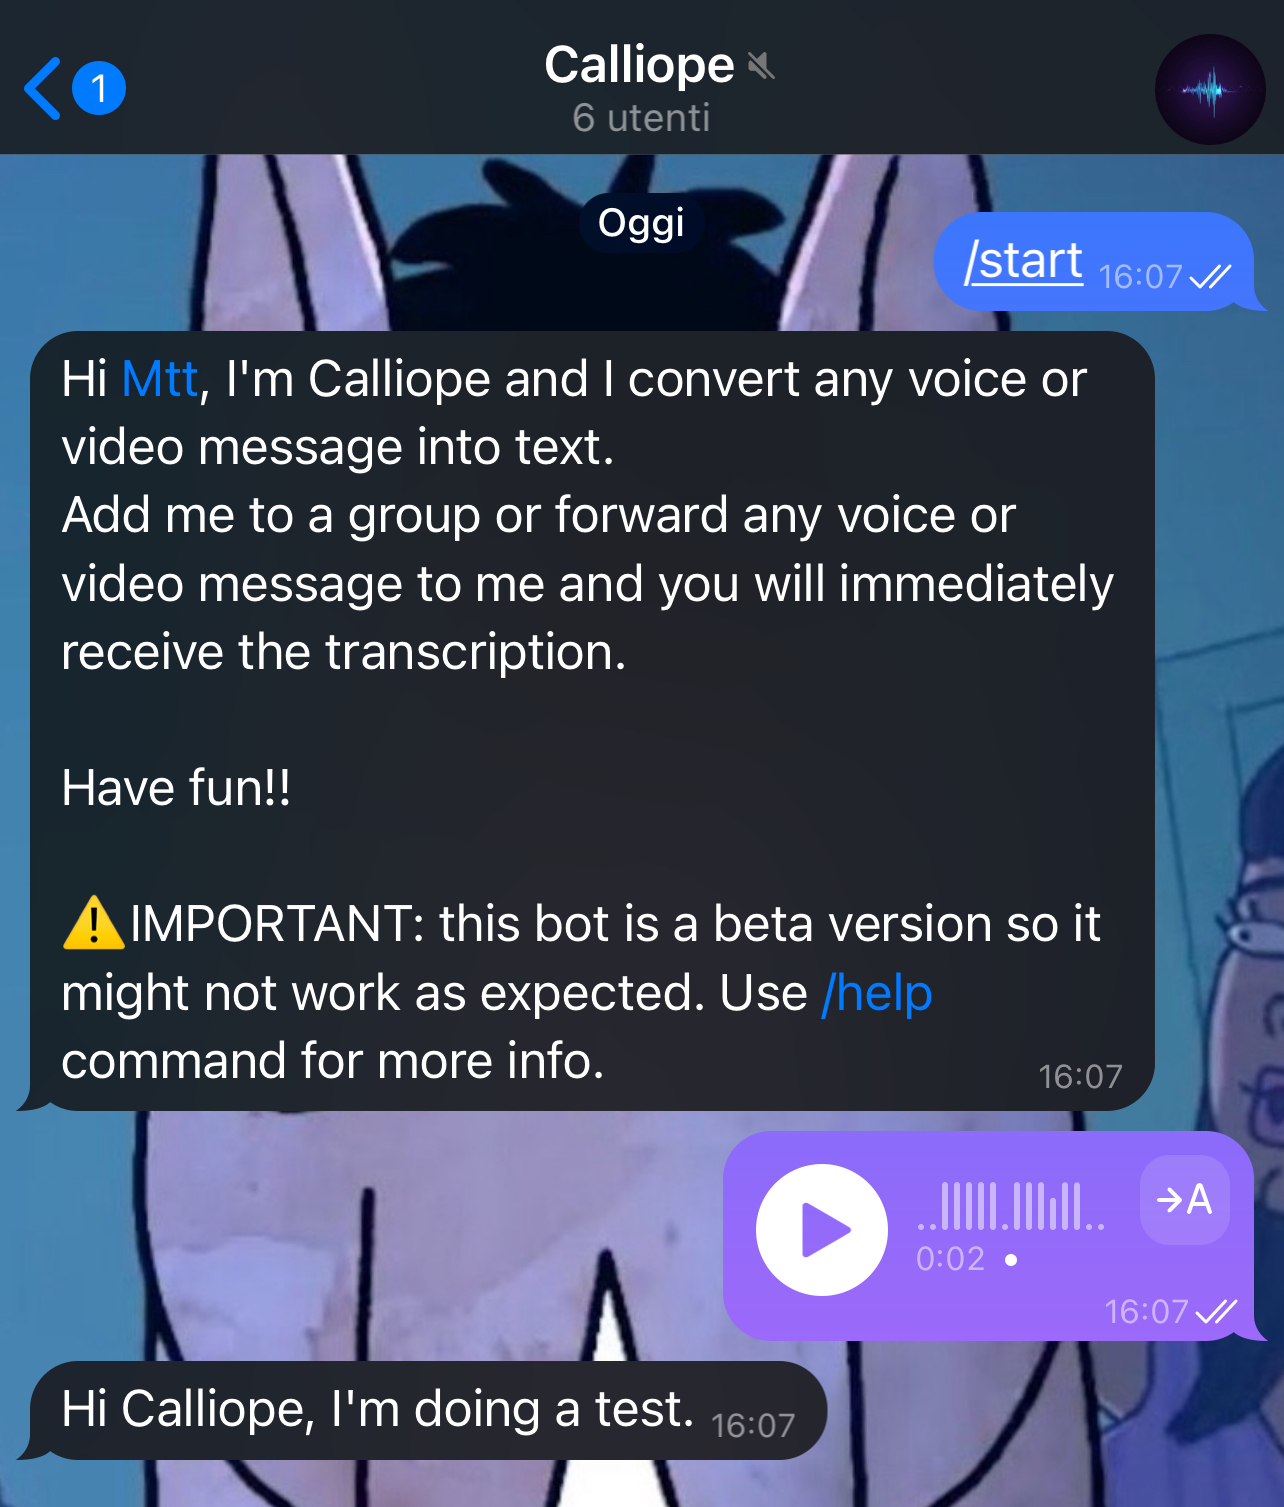 1
Calliope
6 utenti
Oggi
/start 16:07
Hi Mtt, I'm Calliope and I convert any voice or
video message into text.
Add me to a group or forward any voice or
video message to me and you will immediately
receive the transcription.
Have fun!!
⚠️IMPORTANT: this bot is a beta version so it
might not work as expected. Use /help
command for more info. 16:07
→A
0:02
16:07
Hi Calliope, I'm doing a test. 16:07